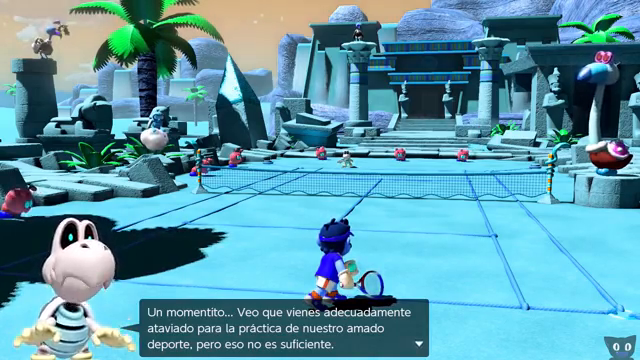 Un momentito... Veo que vienes adecuadamente
ataviado para la práctica de nuestro amado
deporte, pero eso no es suficiente.